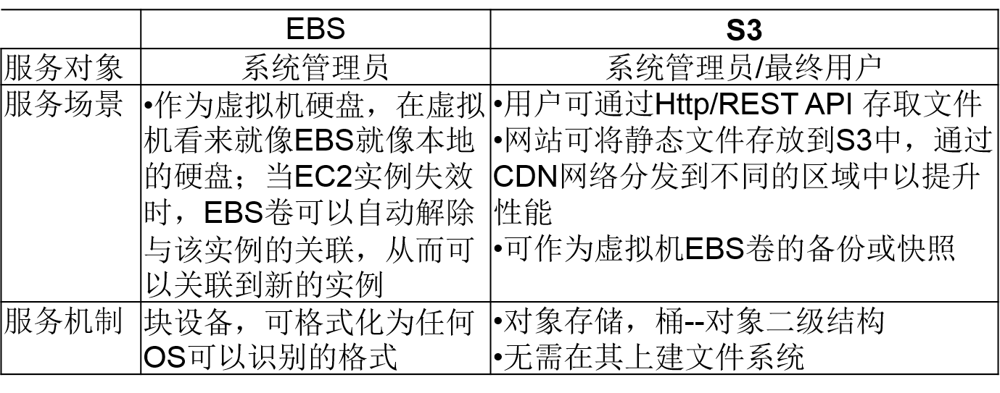 EBS
S3
服务对象
系统管理员
系统管理员/最终用户
服务场景
•作为虚拟机硬盘，在虚拟
机看来就像EBS就像本地
的硬盘；当EC2实例失效
时，EBS卷可以自动解除
与该实例的关联，从而可
以关联到新的实例
•用户可通过Http/REST API 存取文件
•网站可将静态文件存放到S3中，通过
CDN网络分发到不同的区域中以提升
性能
•可作为虚拟机EBS卷的备份或快照
服务机制
块设备，可格式化为任何
OS可以识别的格式
•对象存储，桶--对象二级结构
•无需在其上建文件系统